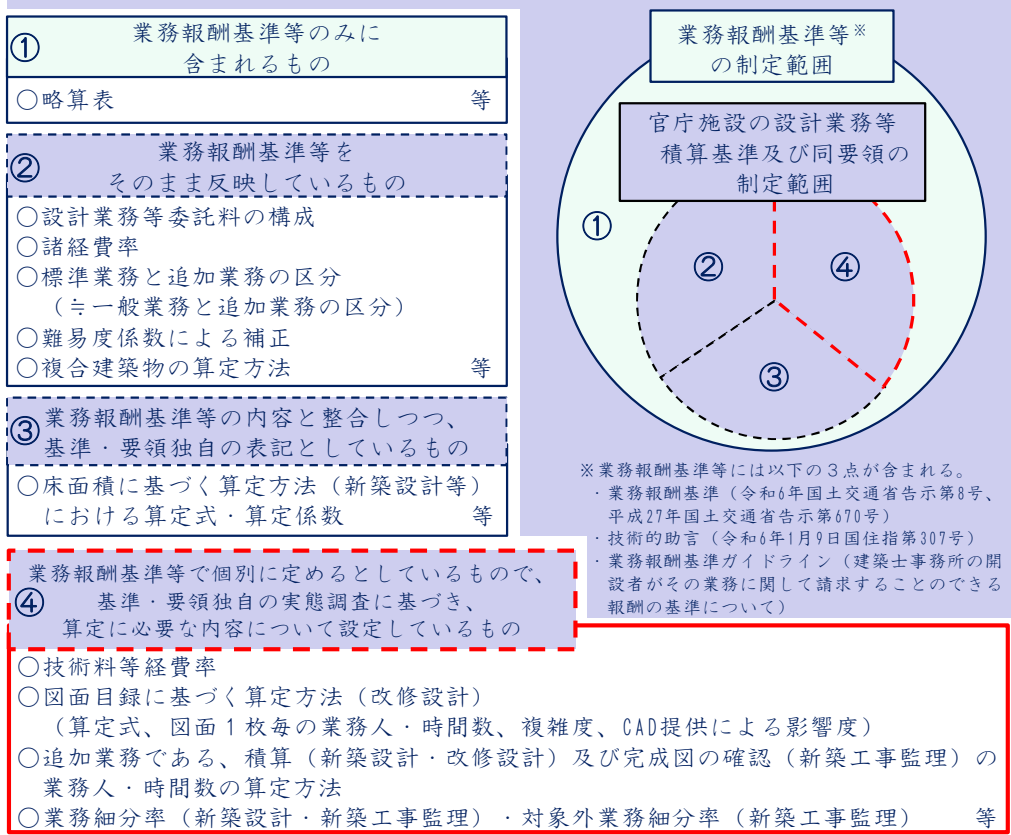 ①
業務報酬基準等のみに
含まれるもの
○略算表 等
②
業務報酬基準等を
そのまま反映しているもの
○設計業務等委託料の構成
○諸経費率
○標準業務と追加業務の区分
（≒一般業務と追加業務の区分）
○難易度係数による補正
○複合建築物の算定方法 等
③
業務報酬基準等の内容と整合しつつ、
基準・要領独自の表記としているもの
○床面積に基づく算定方法（新築設計等）
における算定式・算定係数 等
業務報酬基準等※
の制定範囲
官庁施設の設計業務等
積算基準及び同要領の
制定範囲
①
②
④
③
※業務報酬基準等には以下の３点が含まれる。
・業務報酬基準（令和6年国土交通省告示第8号、
平成27年国土交通省告示第670号）
・技術的助言（令和6年1月9日国住指第307号）
・業務報酬基準ガイドライン（建築士事務所の開
設者がその業務に関して請求することのできる
報酬の基準について）
④
業務報酬基準等で個別に定めるとしているもので、
基準・要領独自の実態調査に基づき、
算定に必要な内容について設定しているもの
○技術料等経費率
○図面目録に基づく算定方法（改修設計）
（算定式、図面１枚毎の業務人・時間数、複雑度、CAD提供による影響度）
○追加業務である、積算（新築設計・改修設計）及び完成図の確認（新築工事監理）の
業務人・時間数の算定方法
○業務細分率（新築設計・新築工事監理）・対象外業務細分率（新築工事監理） 等